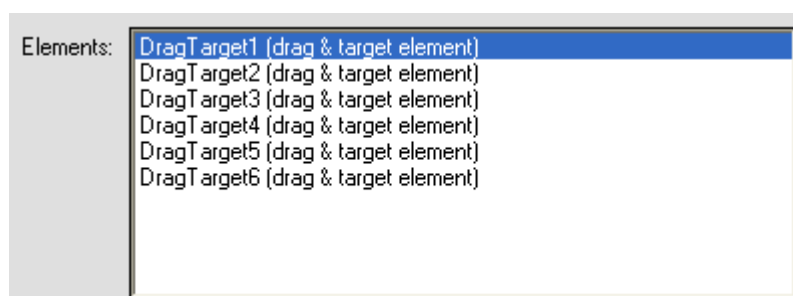 Elements:
DragTarget1 (drag & target element)
DragTarget2 (drag & target element)
DragTarget3 (drag & target element)
DragTarget4 (drag & target element)
DragTarget5 (drag & target element)
DragTarget6 (drag & target element)